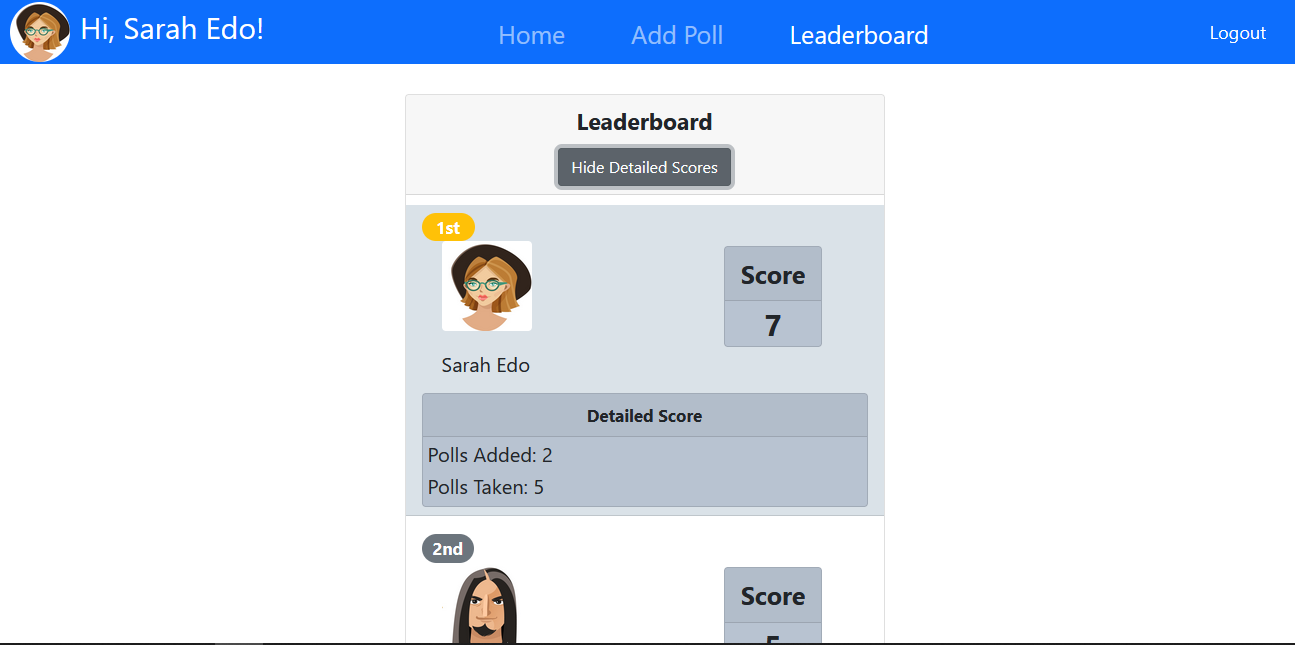 Hi, Sarah Edo!
Home Add Poll Leaderboard
Logout
Leaderboard
Hide Detailed Scores
1st
Score
7
Sarah Edo
Detailed Score
Polls Added: 2
Polls Taken: 5
2nd
Score